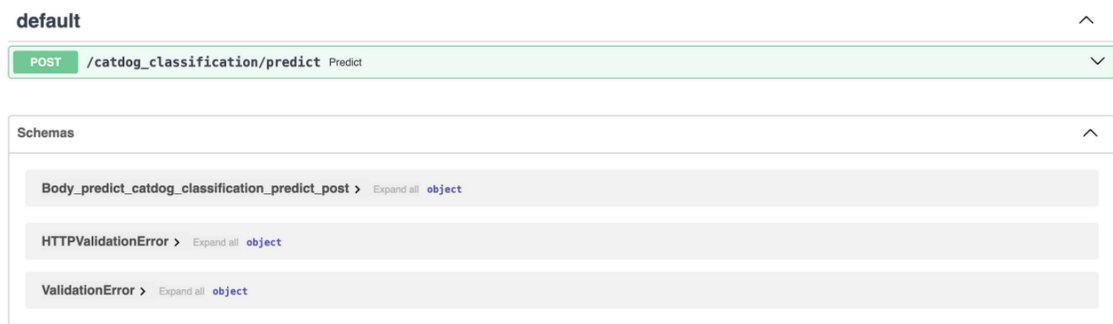 default
POST /catdog_classification/predict Predict
Schemas
Body_predict_catdog_classification_predict_post > Expand all object
HTTPValidationError > Expand all object
ValidationError > Expand all object